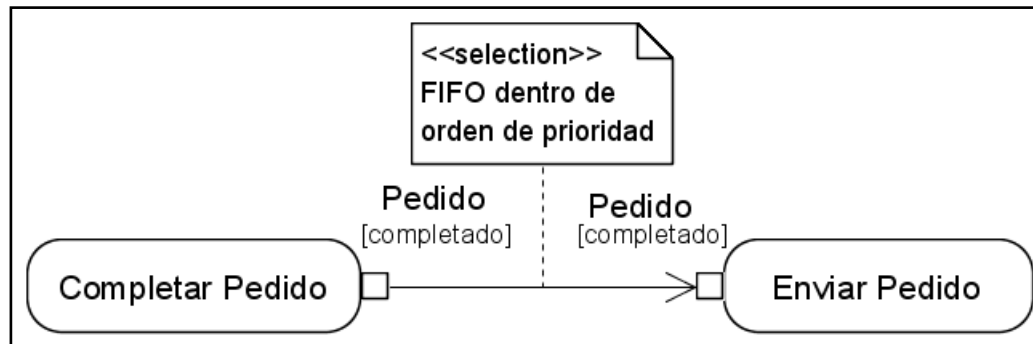 <<selection>>
FIFO dentro de
orden de prioridad
Pedido
[completado]
Pedido
[completado]
Completar Pedido
Enviar Pedido